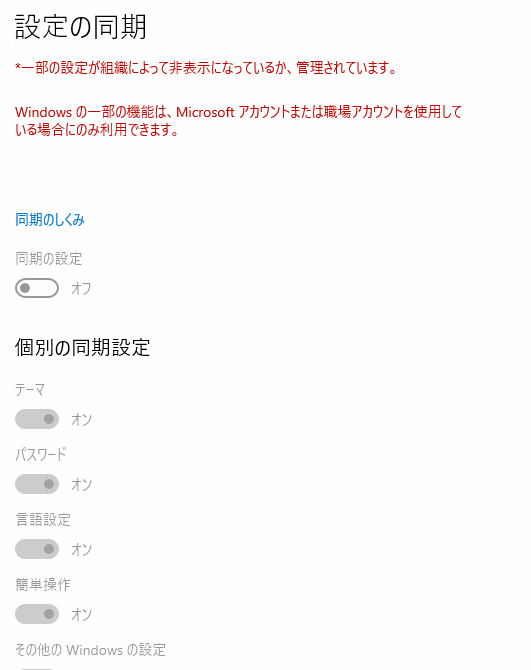 設定の同期
*一部の設定が組織によって非表示になっているか、管理されています。
Windows の一部の機能は、Microsoft アカウントまたは職場アカウントを使用して
いる場合にのみ利用できます。
同期のしくみ
同期の設定
オフ
個別の同期設定
テーマ
オン
パスワード
オン
言語設定
オン
簡単操作
オン
その他の Windows の設定